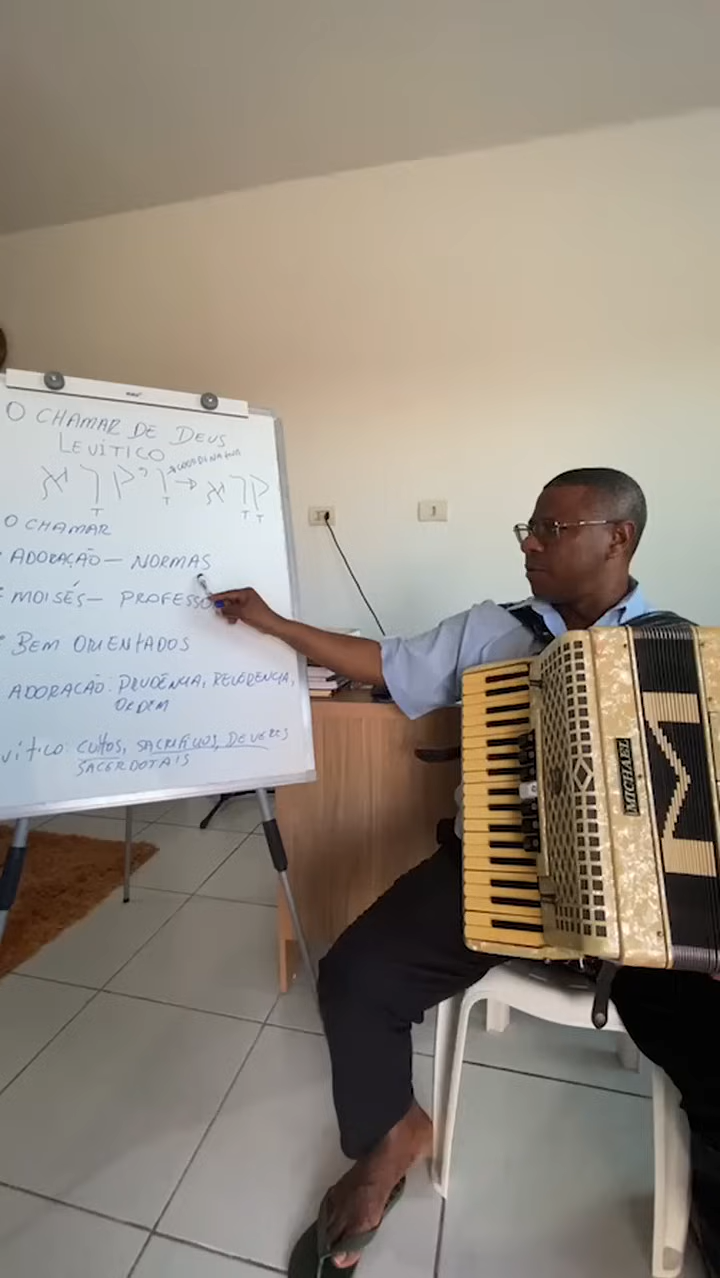 O CHAMAR DE DEUS
LEVÍTICO
וָיקרָא → קָרָא
O CHAMAR
ADORAÇÃO — NORMAS
MOISÉS — PROFESSO
BEM ORIENTADOS
ADORAÇÃO: PRUDÊNCIA, REVERÊNCIA,
ORDEM
VÍTICO: CULTOS, SACRIFÍCIOS, DEVERES
SACERDOTAIS
MICHAEL